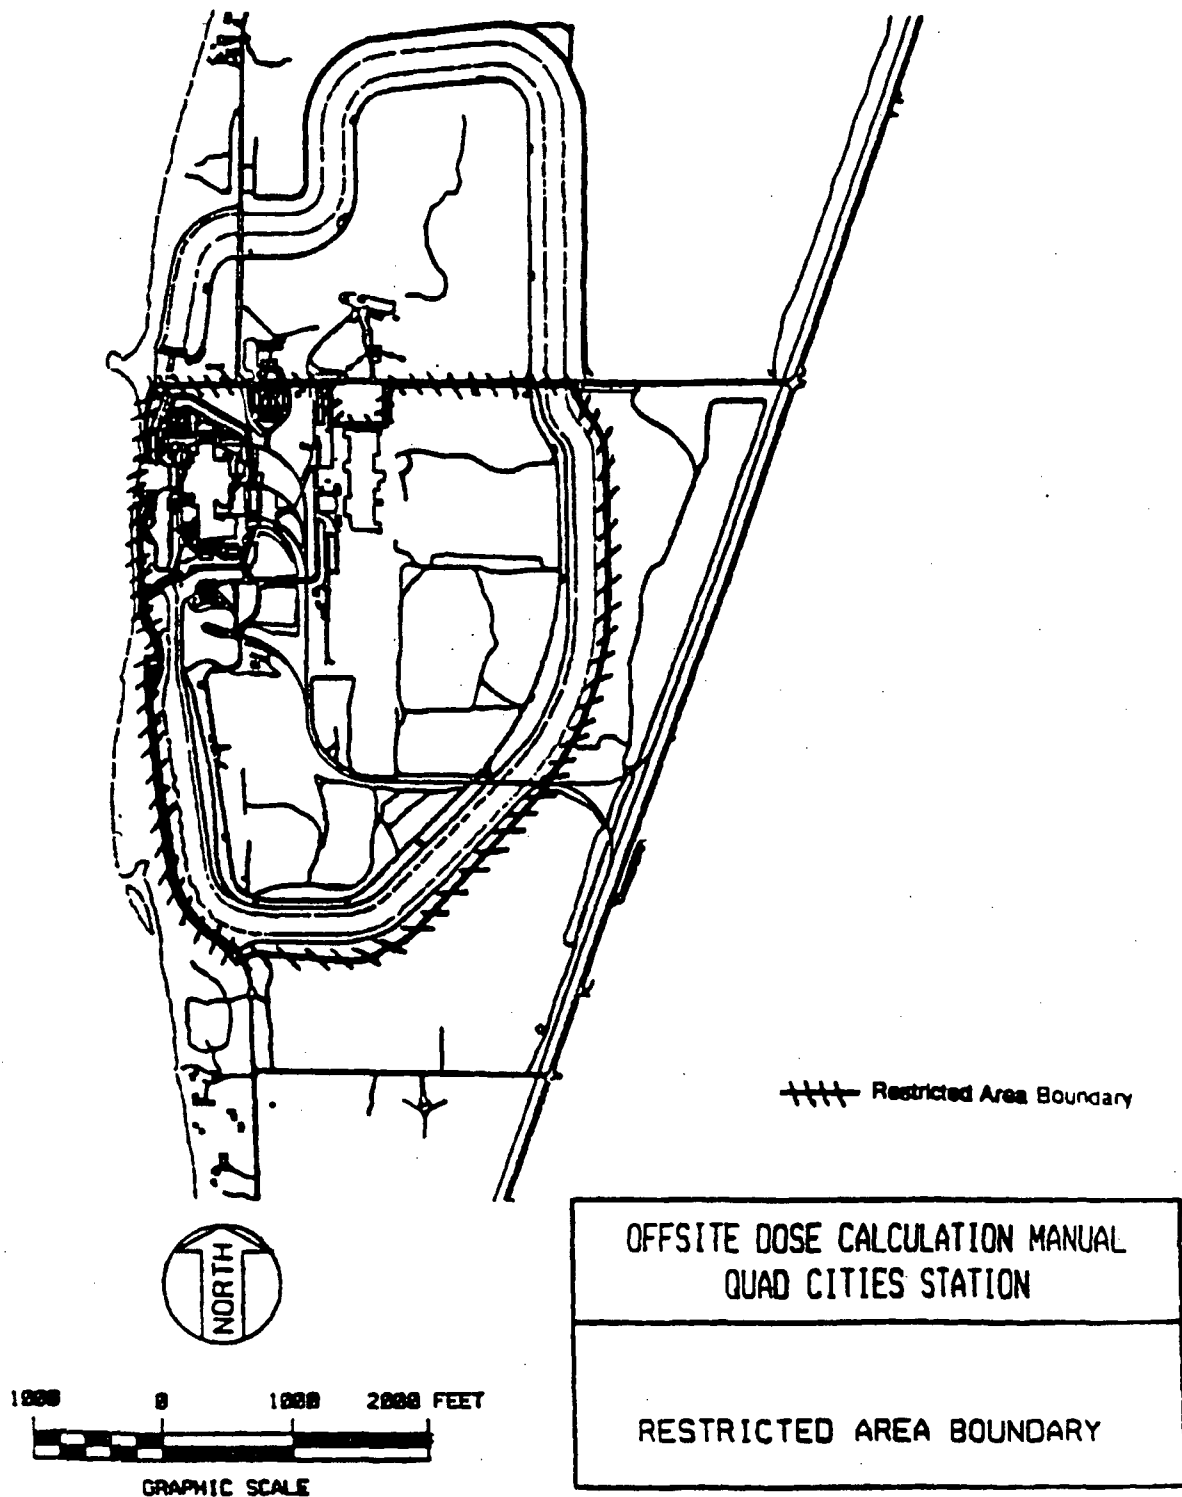 Restricted Area Boundary
NORTH
OFFSITE DOSE CALCULATION MANUAL
QUAD CITIES STATION
RESTRICTED AREA BOUNDARY
1000 0 1000 2000 FEET
GRAPHIC SCALE